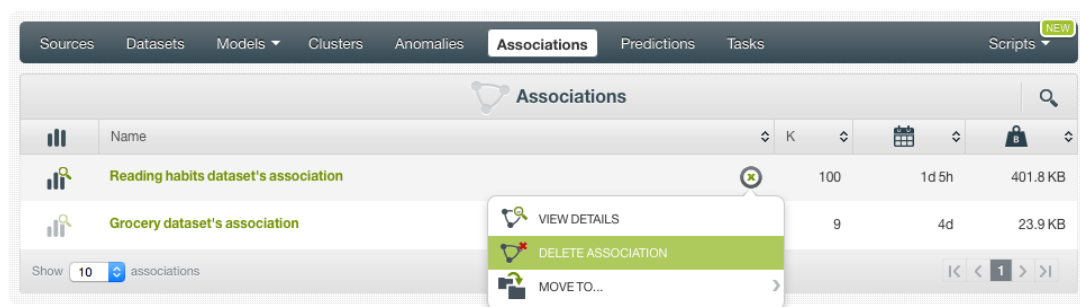 NEW
Sources Datasets Models Clusters Anomalies Associations Predictions Tasks Scripts
Associations
Name K B
Reading habits dataset's association 100 1d 5h 401.8 KB
Grocery dataset's association 9 4d 23.9 KB
VIEW DETAILS
DELETE ASSOCIATION
MOVE TO...
Show 10 associations 1